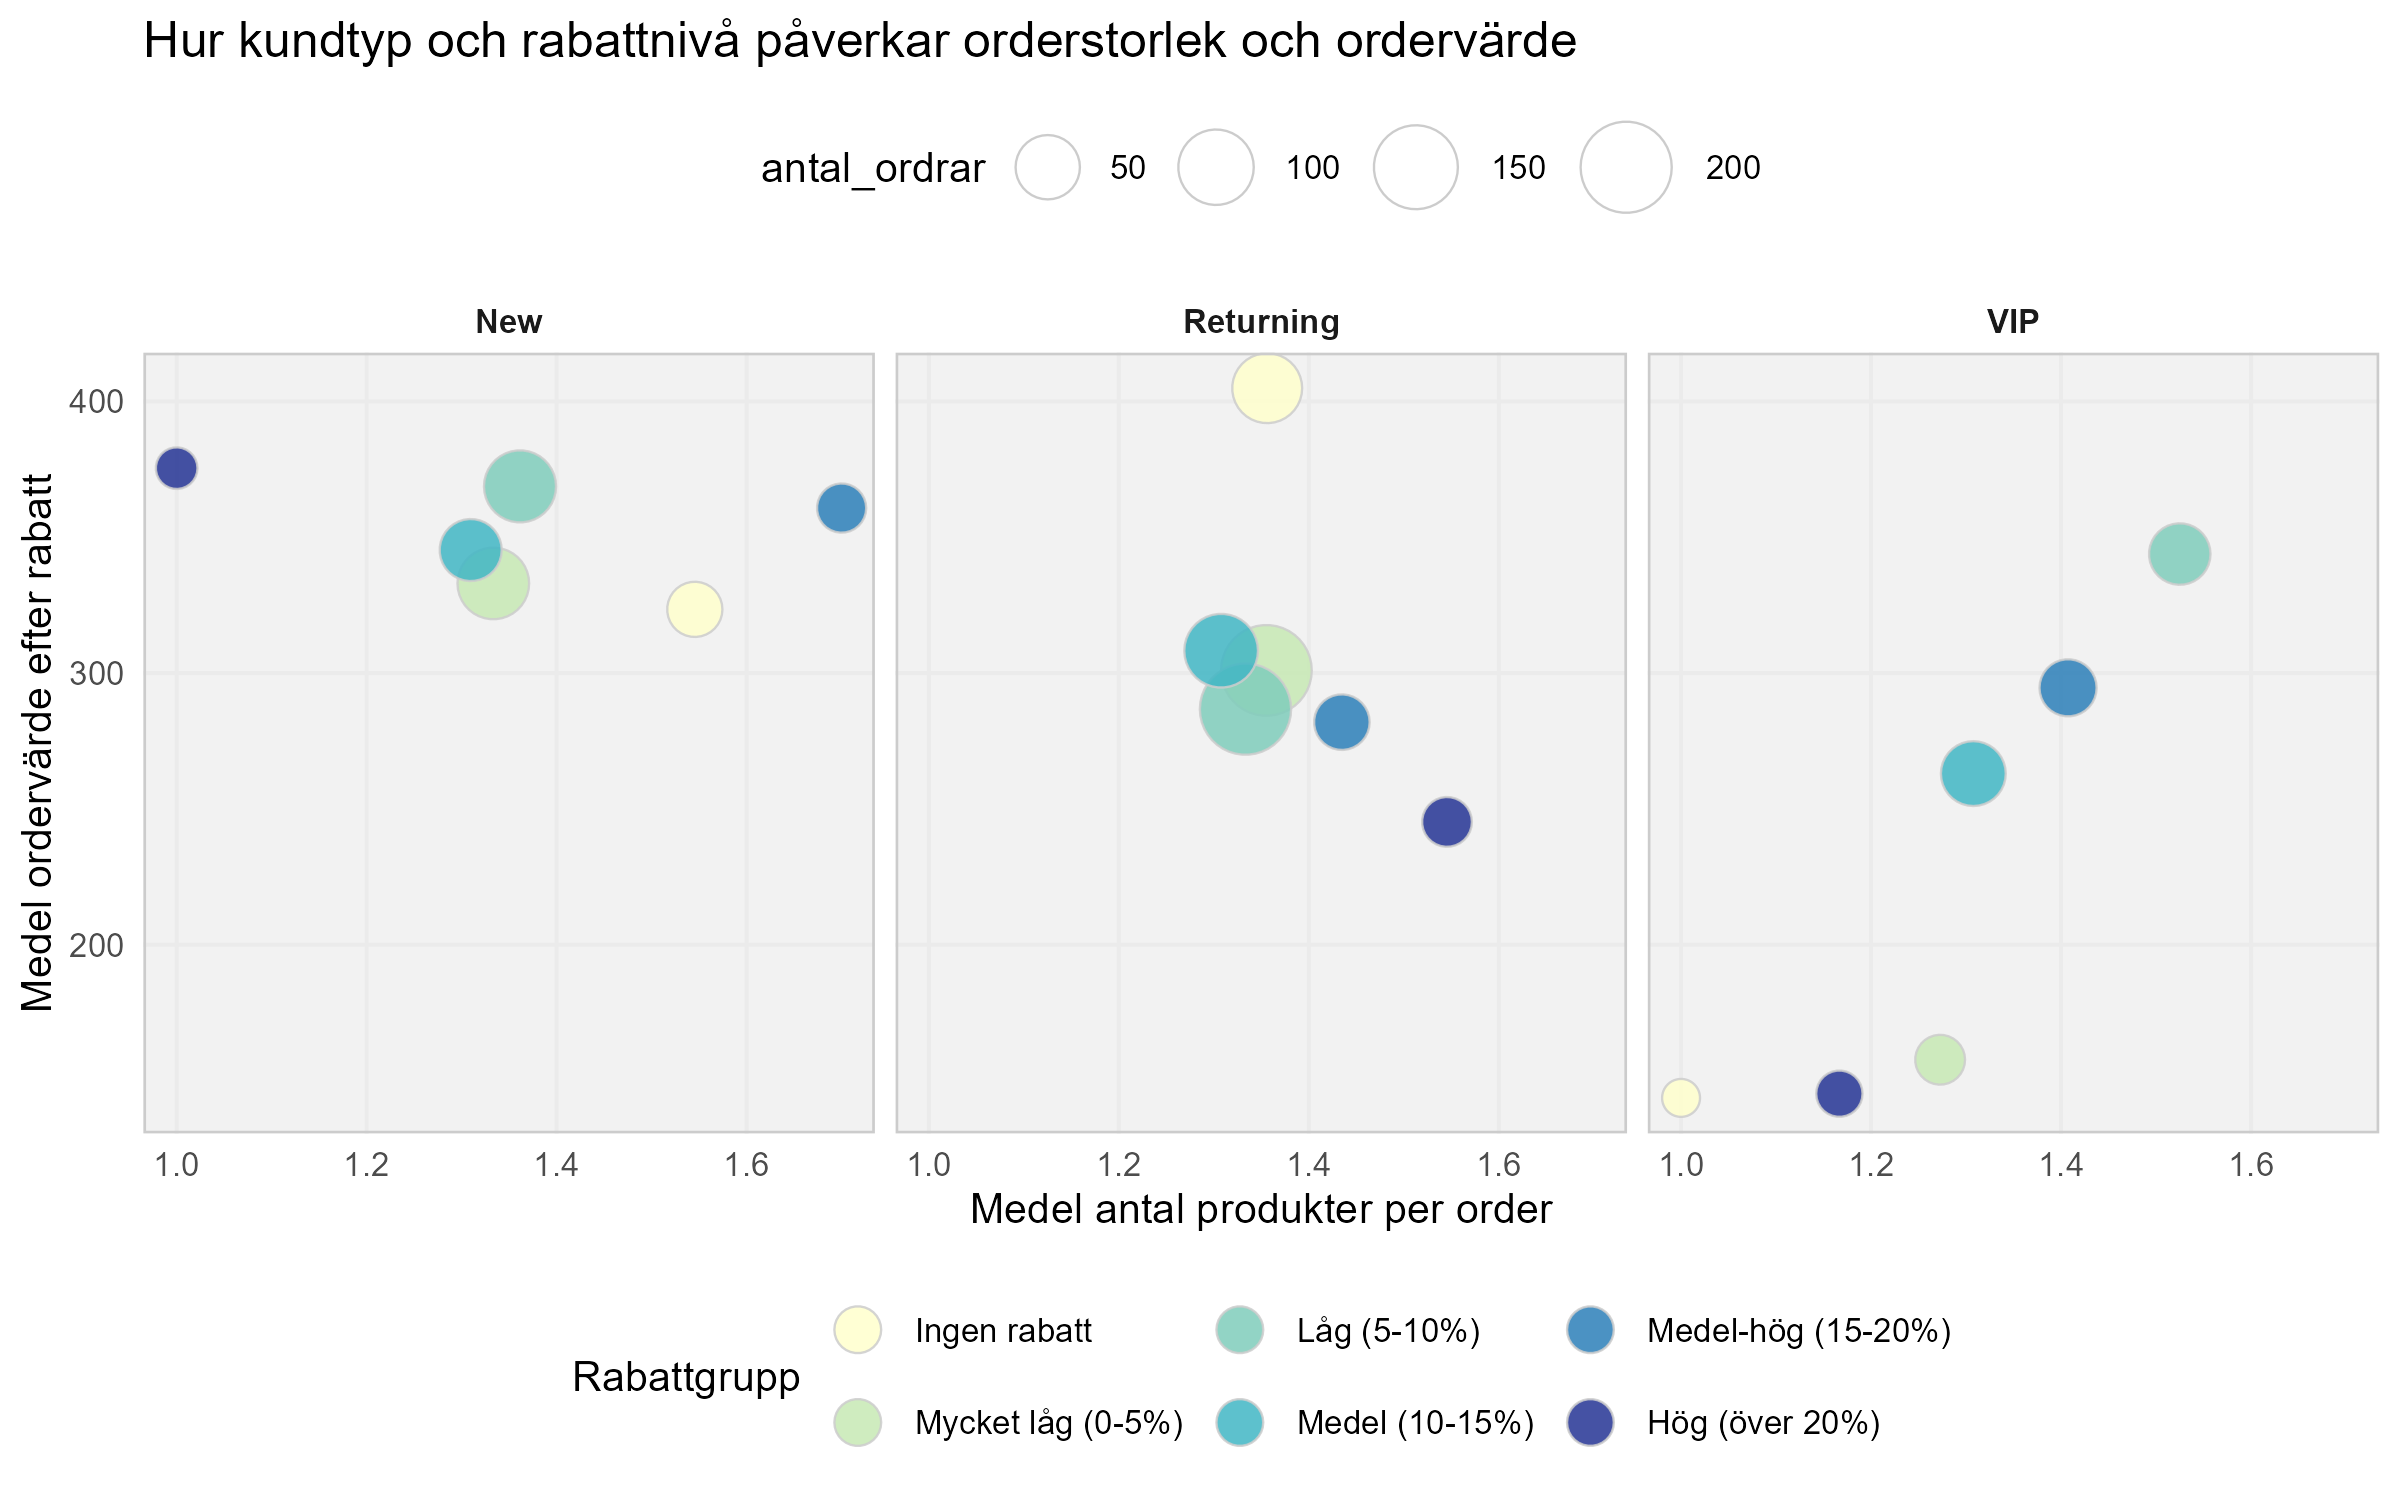 Hur kundtyp och rabattnivå påverkar orderstorlek och ordervärde
antal_ordrar 50 100 150 200
New Returning VIP
Medel ordervärde efter rabatt
400
300
200
1.0 1.2 1.4 1.6 1.0 1.2 1.4 1.6 1.0 1.2 1.4 1.6
Medel antal produkter per order
Rabattgrupp
Ingen rabatt Låg (5-10%) Medel-hög (15-20%)
Mycket låg (0-5%) Medel (10-15%) Hög (över 20%)